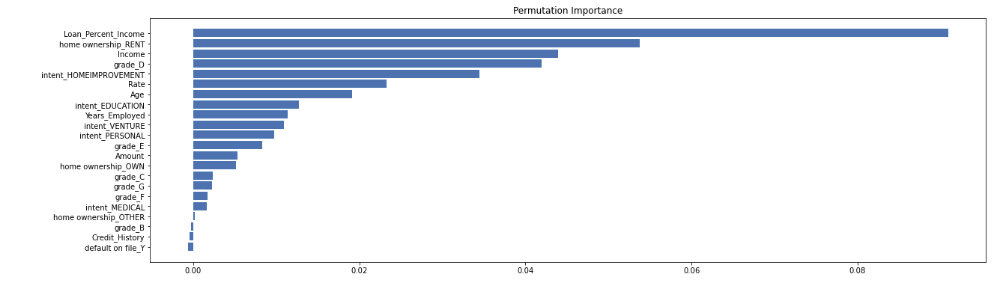 Permutation Importance
Loan_Percent_Income
home ownership_RENT
Income
grade_D
intent_HOMEIMPROVEMENT
Rate
Age
intent_EDUCATION
Years_Employed
intent_VENTURE
intent_PERSONAL
grade_E
Amount
home ownership_OWN
grade_C
grade_G
grade_F
intent_MEDICAL
home ownership_OTHER
grade_B
Credit_History
default on file_Y
0.00 0.02 0.04 0.06 0.08